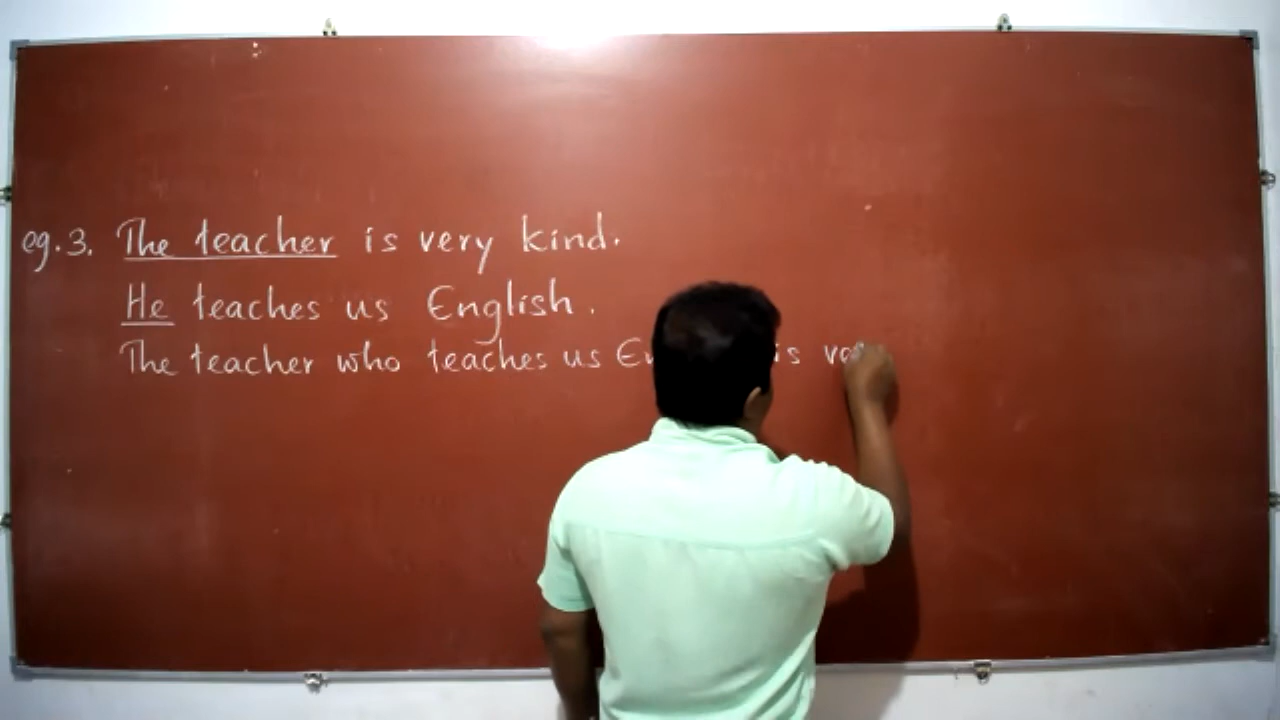 eg.3. The teacher is very kind.
He teaches us English.
The teacher who teaches us is